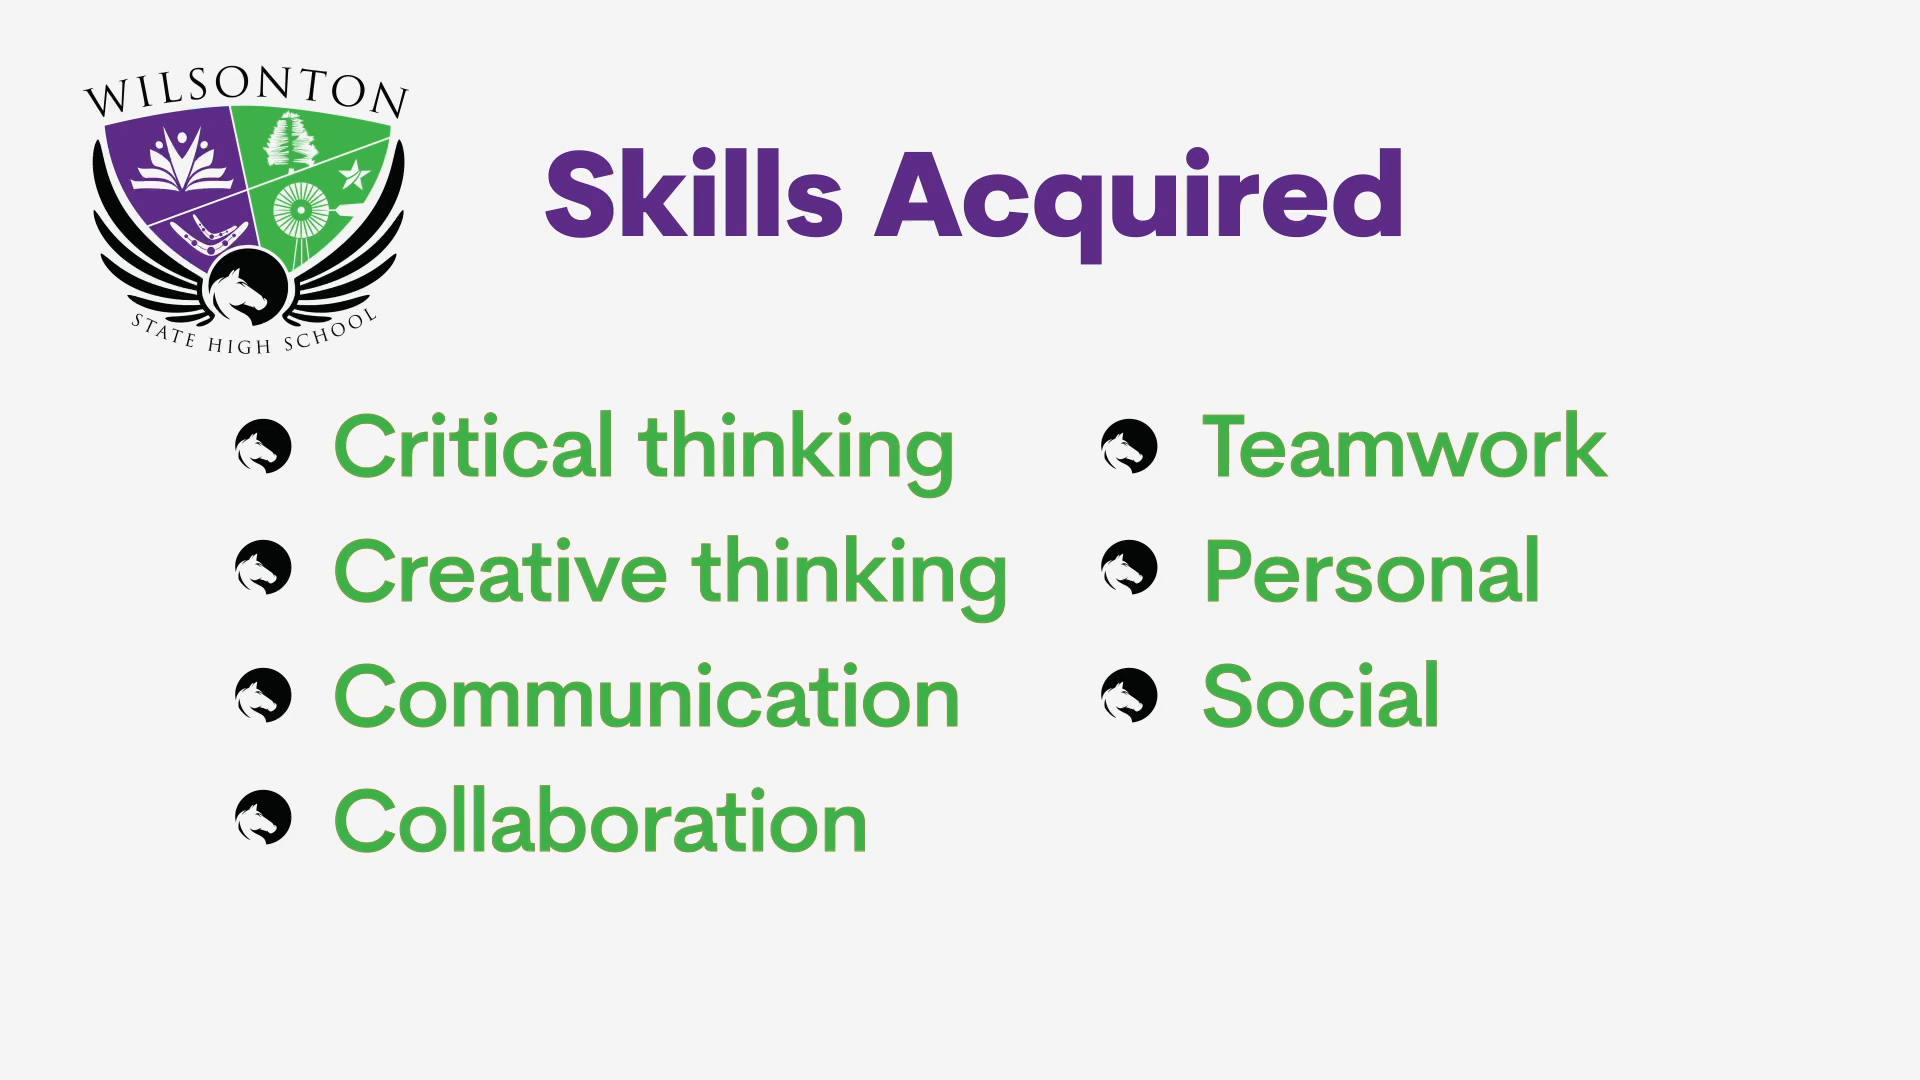 WILSONTON
STATE HIGH SCHOOL
Skills Acquired
Critical thinking
Creative thinking
Communication
Collaboration
Teamwork
Personal
Social